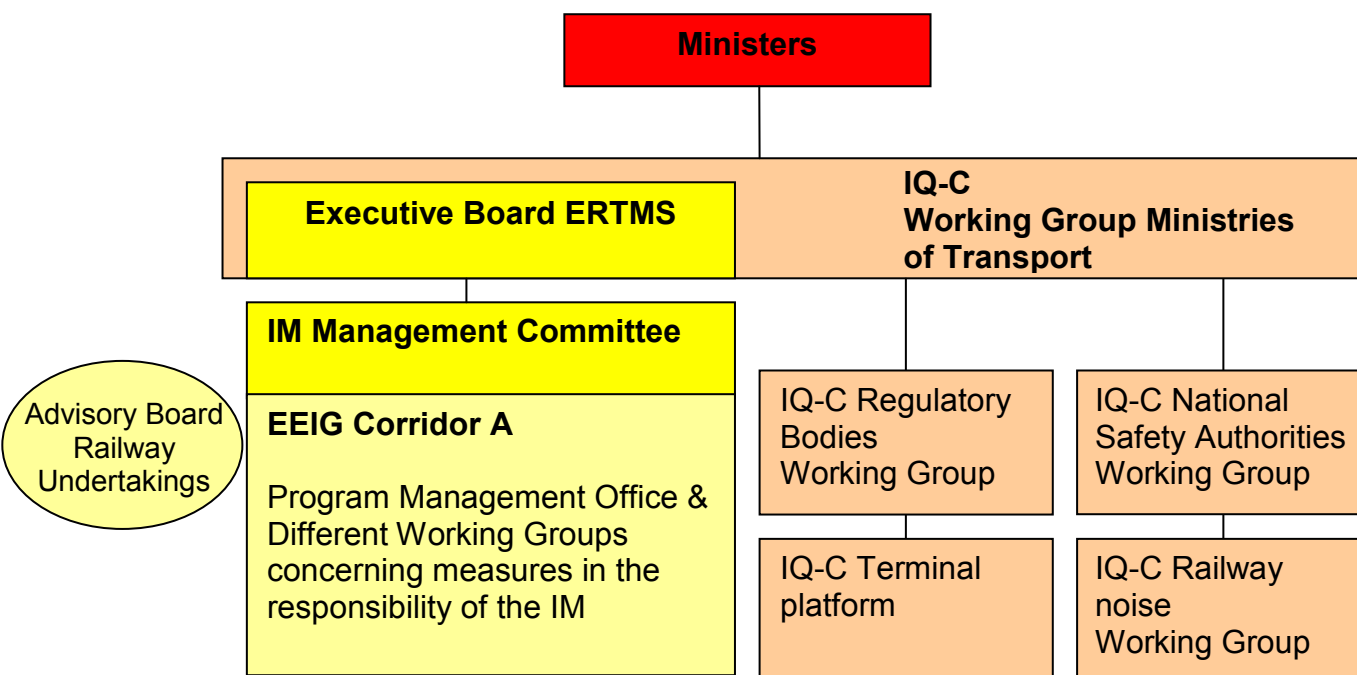 Ministers
Executive Board ERTMS
IQ-C
Working Group Ministries
of Transport
IM Management Committee
Advisory Board
Railway
Undertakings
EEIG Corridor A
Program Management Office &
Different Working Groups
concerning measures in the
responsibility of the IM
IQ-C Regulatory
Bodies
Working Group
IQ-C National
Safety Authorities
Working Group
IQ-C Terminal
platform
IQ-C Railway
noise
Working Group